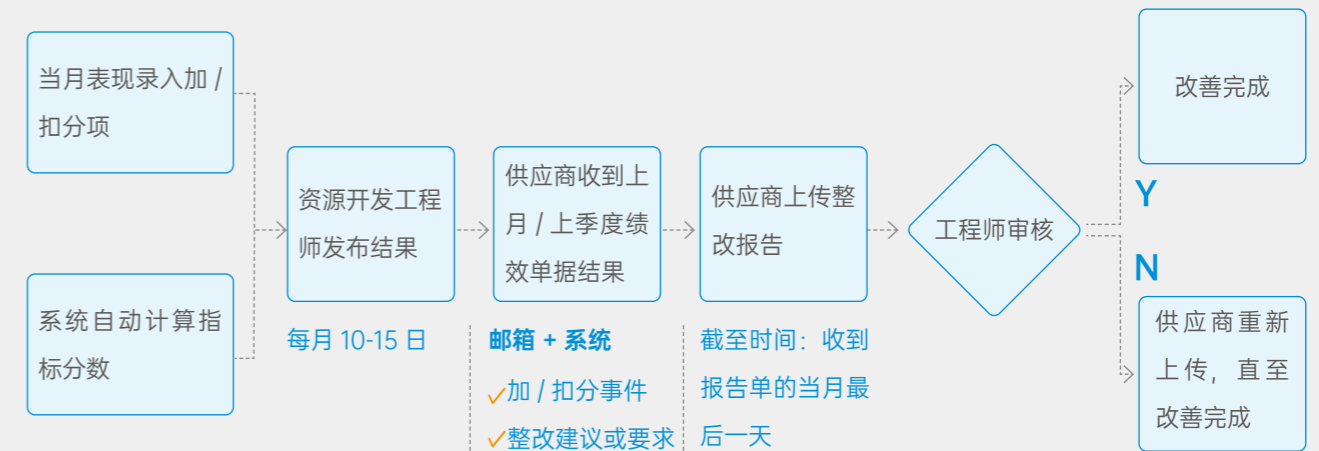 当月表现录入加 /
扣分项
系统自动计算指
标分数
资源开发工程
师发布结果
每月 10-15 日
供应商收到上
月 / 上季度绩
效单据结果
邮箱 + 系统
✓加 / 扣分事件
✓整改建议或要求
供应商上传整
改报告
截至时间：收到
报告单的当月最
后一天
工程师审核
Y
改善完成
N
供应商重新
上传，直至
改善完成